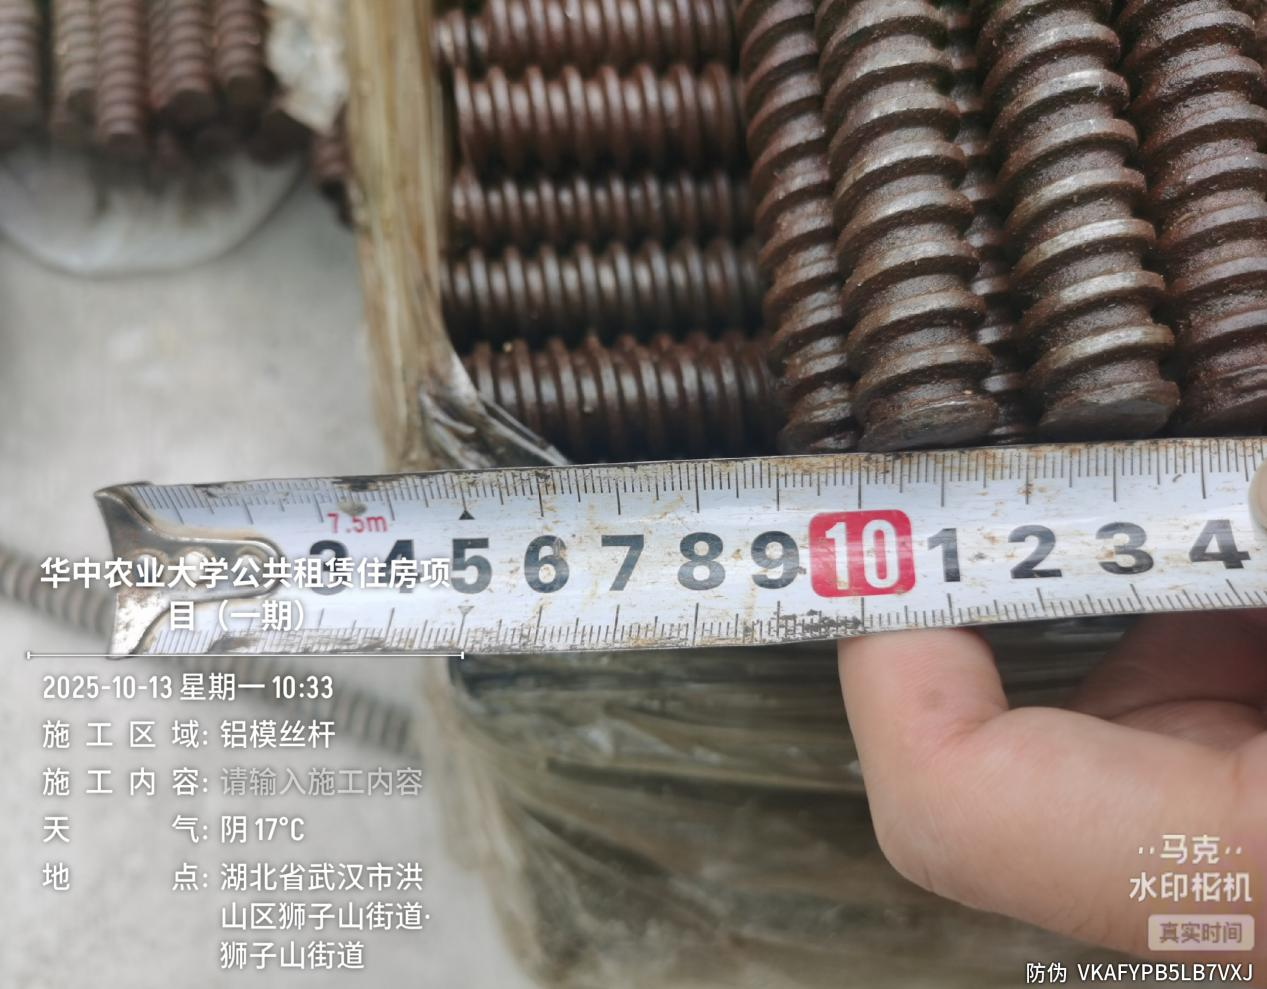 7.5m
3 4 5 6 7 8 9 10 1 2 3 4
华中农业大学公共租赁住房项
目（一期）
2025-10-13 星期一 10:33
施工区域: 铝模丝杆
施工内容: 请输入施工内容
天气: 阴 17°C
地点: 湖北省武汉市洪
山区狮子山街道·
狮子山街道
马克
水印相机
真实时间
防伪 VKAFYPB5LB7VXJ